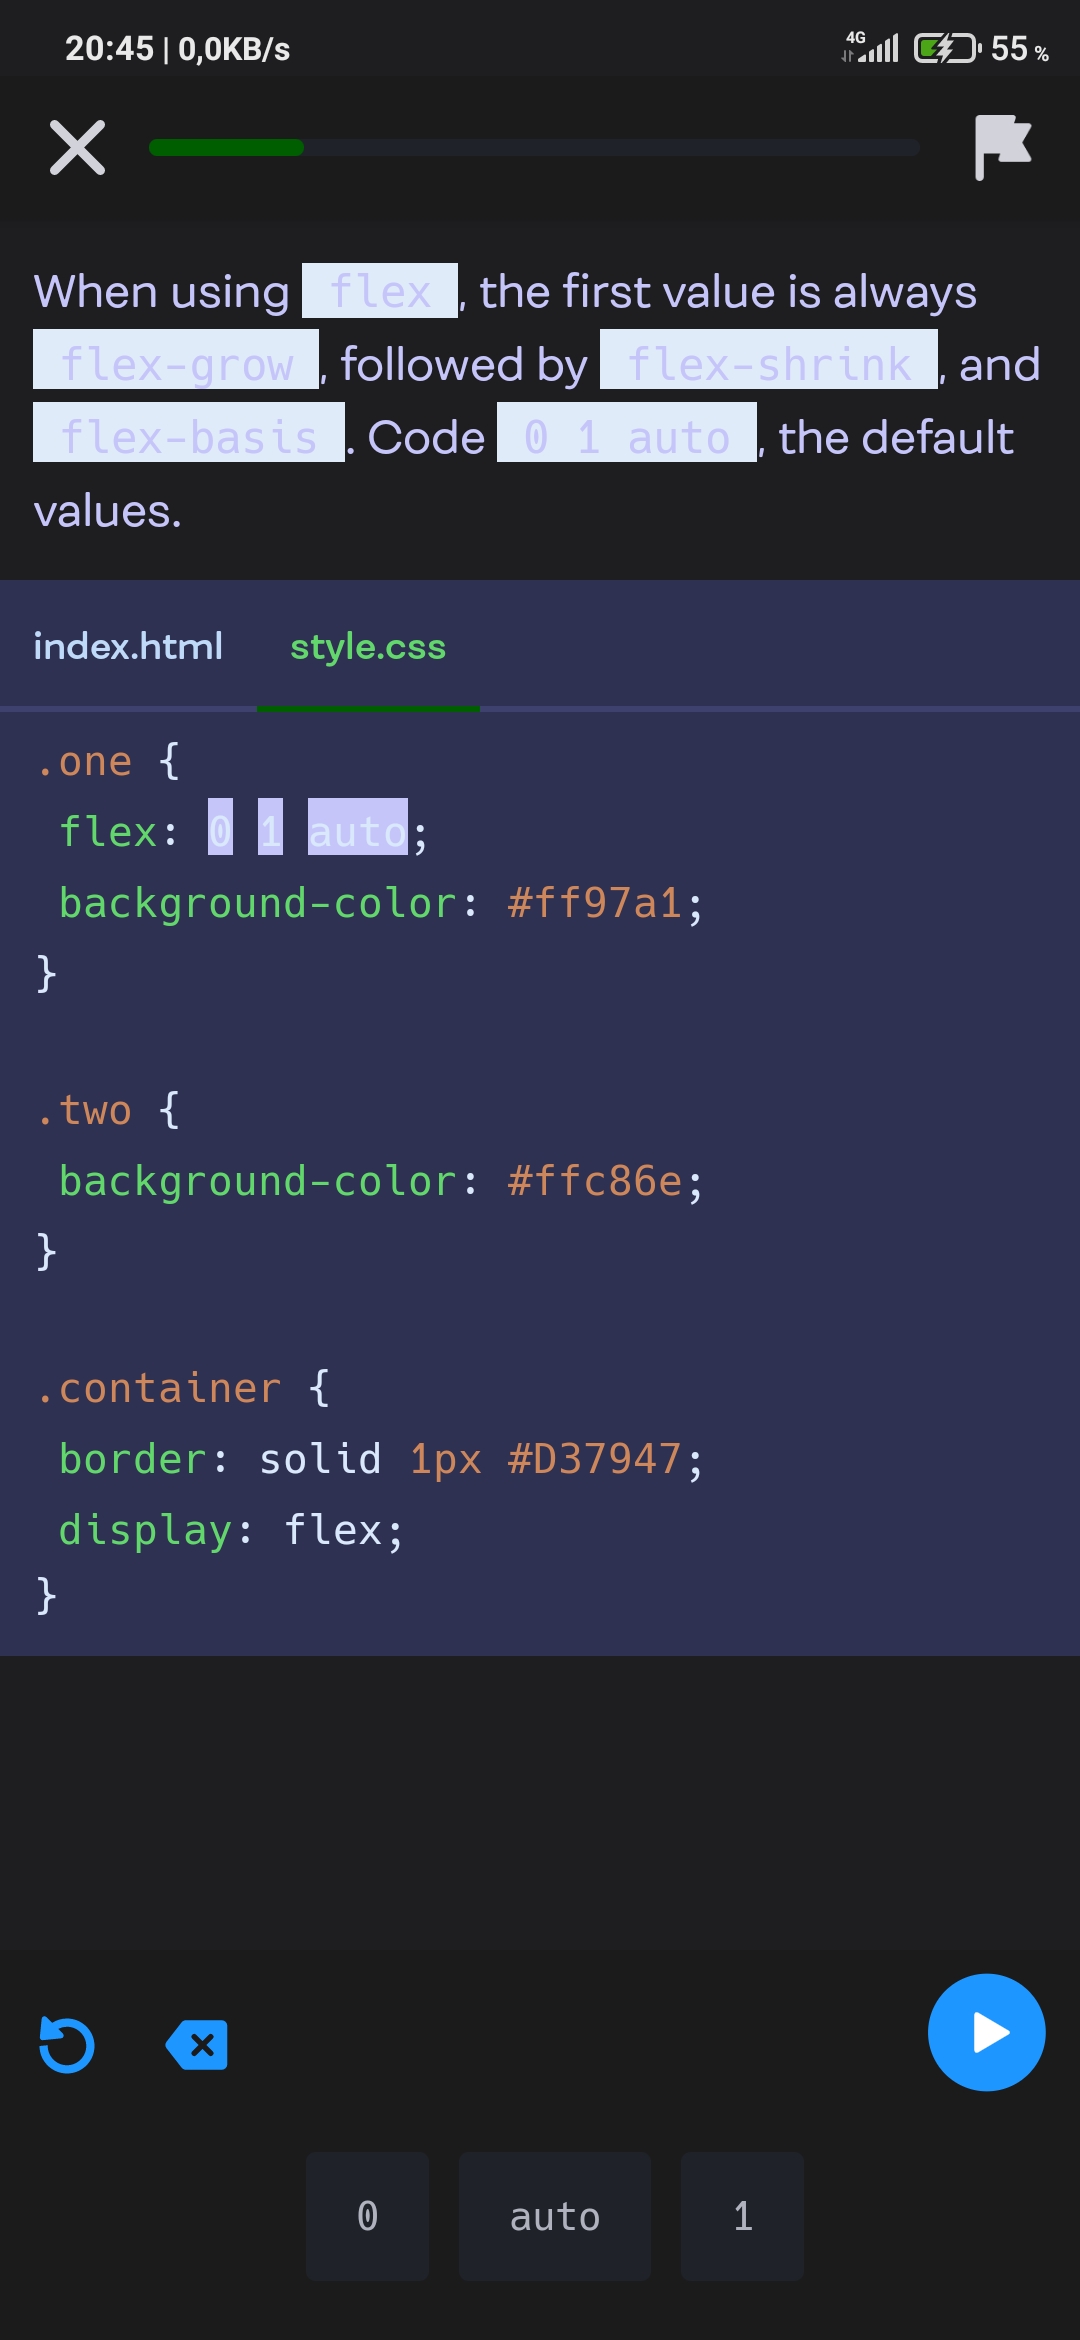 20:45 | 0,0KB/s 4G 55 %
When using flex, the first value is always
flex-grow, followed by flex-shrink, and
flex-basis. Code 0 1 auto, the default
values.
index.html style.css
.one {
flex: 0 1 auto;
background-color: #ff97a1;
}
.two {
background-color: #ffc86e;
}
.container {
border: solid 1px #D37947;
display: flex;
}
0 auto 1